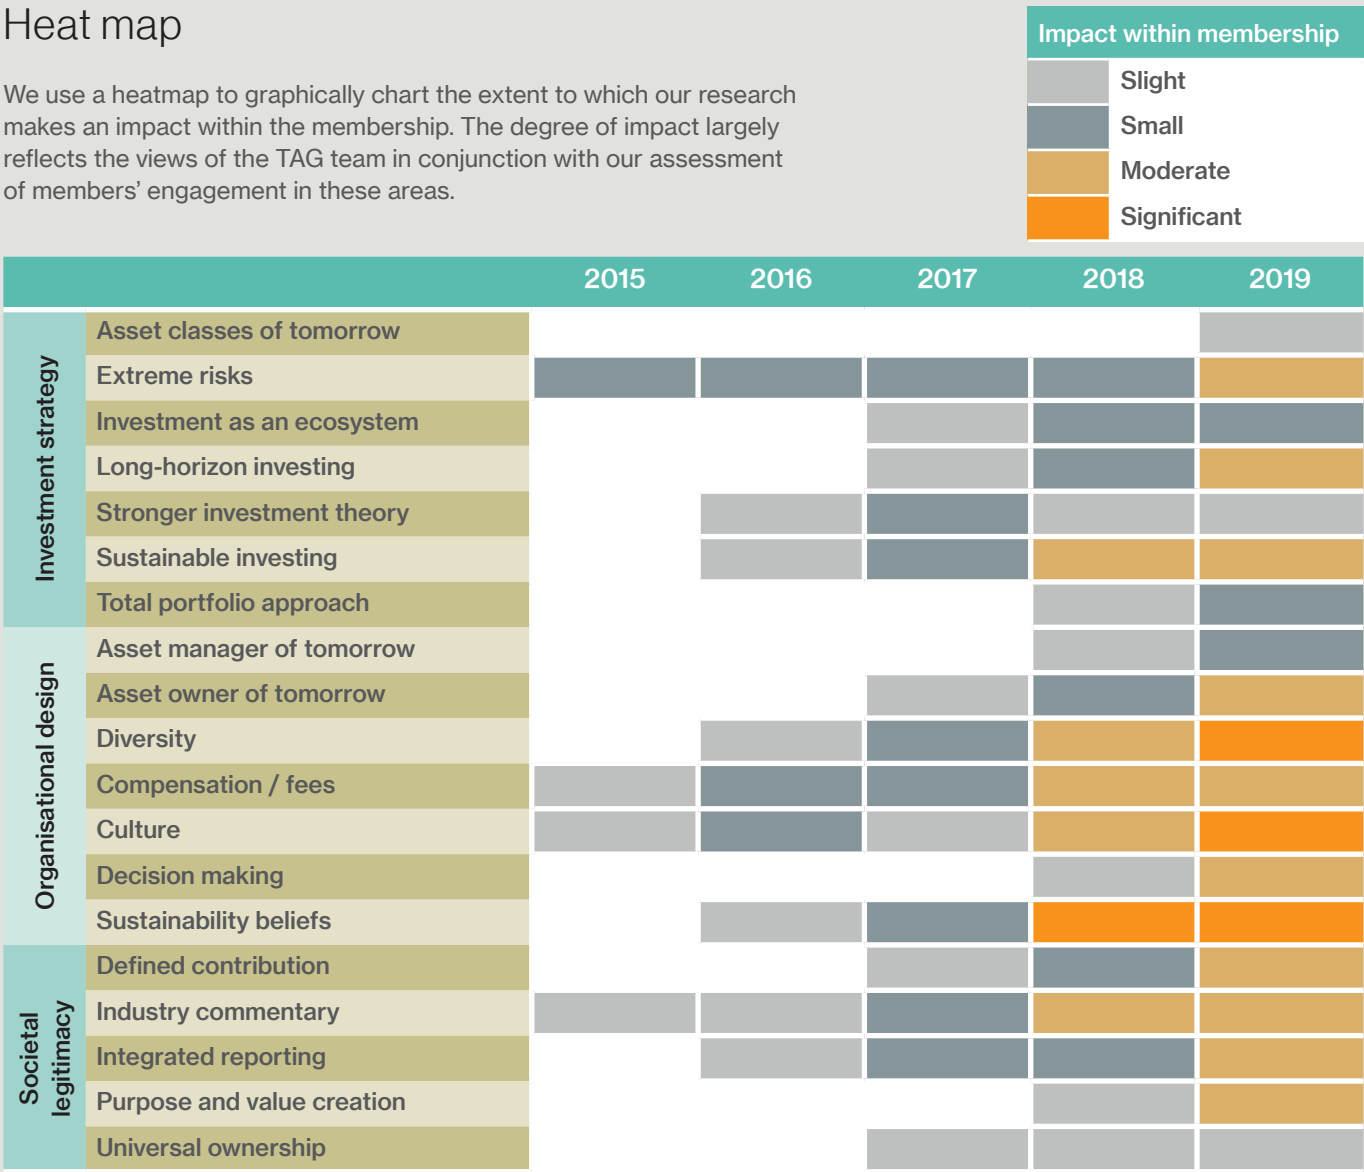 Heat map
We use a heatmap to graphically chart the extent to which our research
makes an impact within the membership. The degree of impact largely
reflects the views of the TAG team in conjunction with our assessment
of members’ engagement in these areas.
Impact within membership
Slight
Small
Moderate
Significant
2015 2016 2017 2018 2019
Investment strategy
Asset classes of tomorrow
Extreme risks
Investment as an ecosystem
Long-horizon investing
Stronger investment theory
Sustainable investing
Total portfolio approach
Organisational design
Asset manager of tomorrow
Asset owner of tomorrow
Diversity
Compensation / fees
Culture
Decision making
Sustainability beliefs
Societal
legitimacy
Defined contribution
Industry commentary
Integrated reporting
Purpose and value creation
Universal ownership